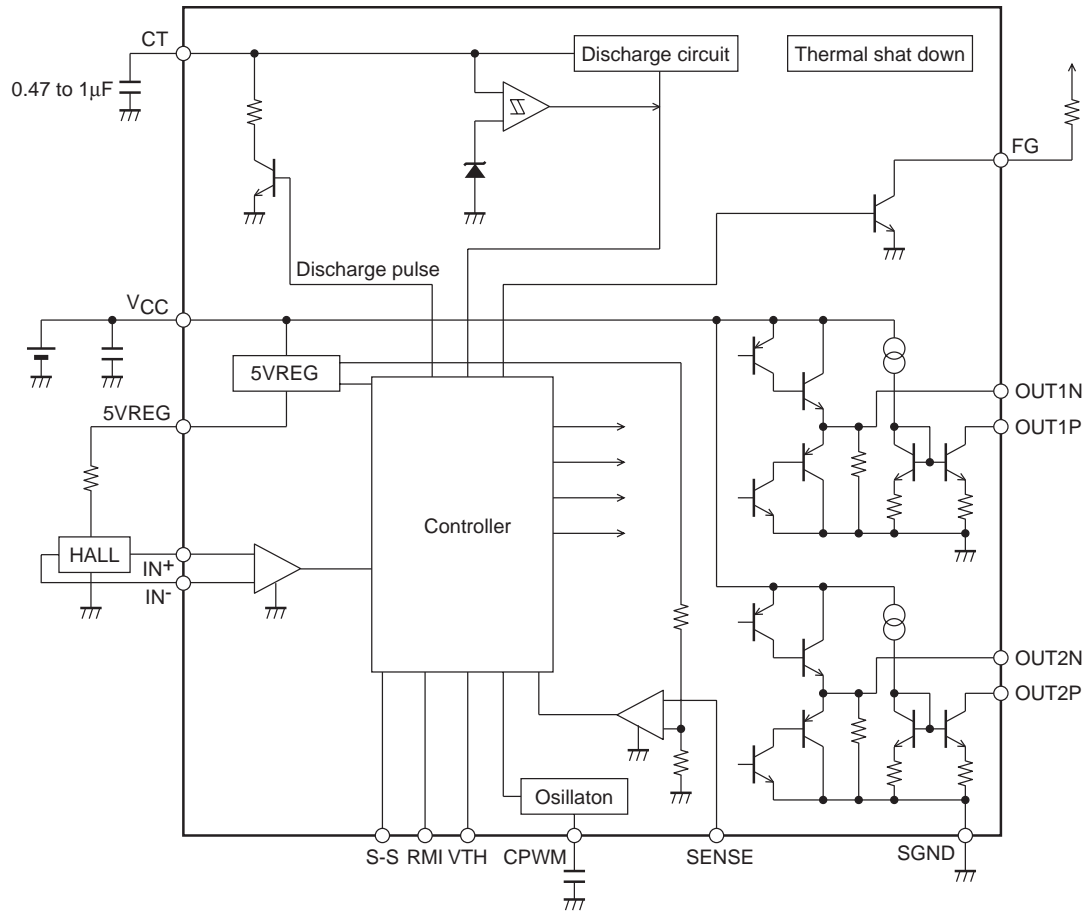 CT
Discharge circuit
Thermal shat down
0.47 to 1μF
FG
Discharge pulse
VCC
5VREG
OUT1N
5VREG
OUT1P
Controller
HALL
IN+
IN-
OUT2N
OUT2P
Osillaton
S-S RMI VTH CPWM SENSE SGND